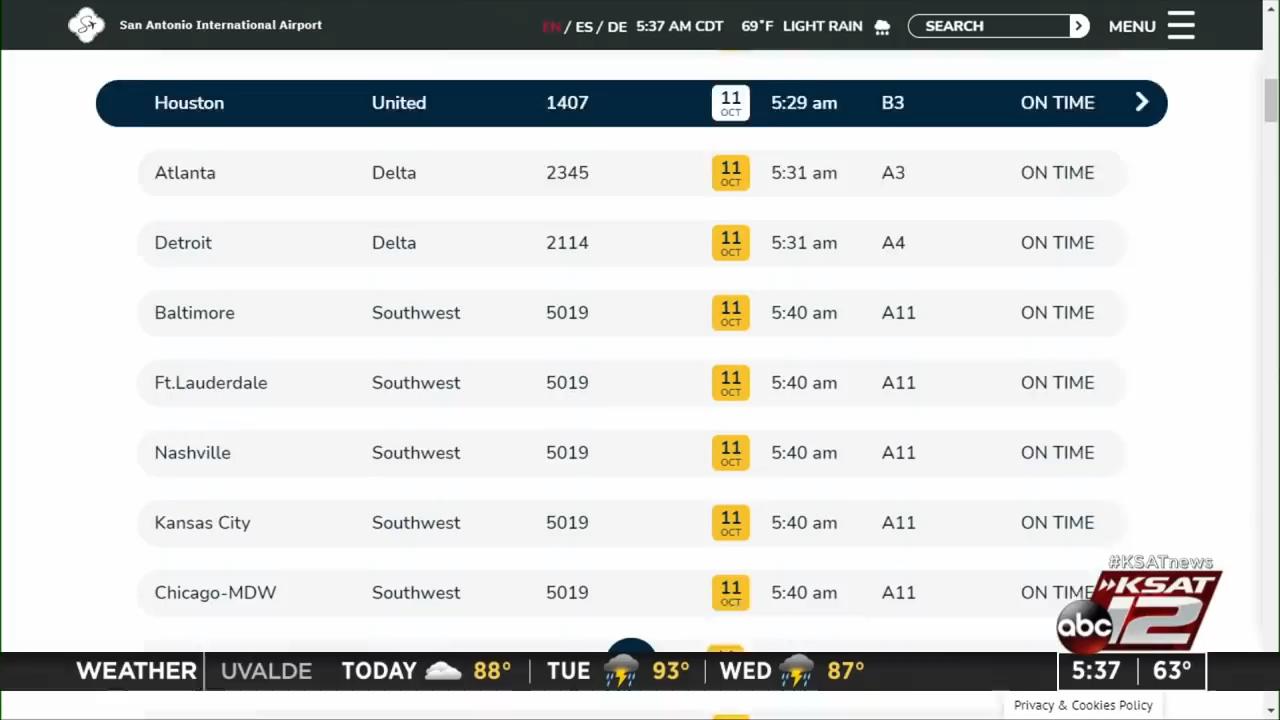 San Antonio International Airport
EN / ES / DE 5:37 AM CDT 69°F LIGHT RAIN SEARCH MENU
Houston United 1407 11 OCT 5:29 am B3 ON TIME
Atlanta Delta 2345 11 OCT 5:31 am A3 ON TIME
Detroit Delta 2114 11 OCT 5:31 am A4 ON TIME
Baltimore Southwest 5019 11 OCT 5:40 am A11 ON TIME
Ft.Lauderdale Southwest 5019 11 OCT 5:40 am A11 ON TIME
Nashville Southwest 5019 11 OCT 5:40 am A11 ON TIME
Kansas City Southwest 5019 11 OCT 5:40 am A11 ON TIME
#KSATnews
Chicago-MDW Southwest 5019 11 OCT 5:40 am A11 ON TIME
KSAT
abc 12
WEATHER UVALDE TODAY 88° TUE 93° WED 87° 5:37 63°
Privacy & Cookies Policy